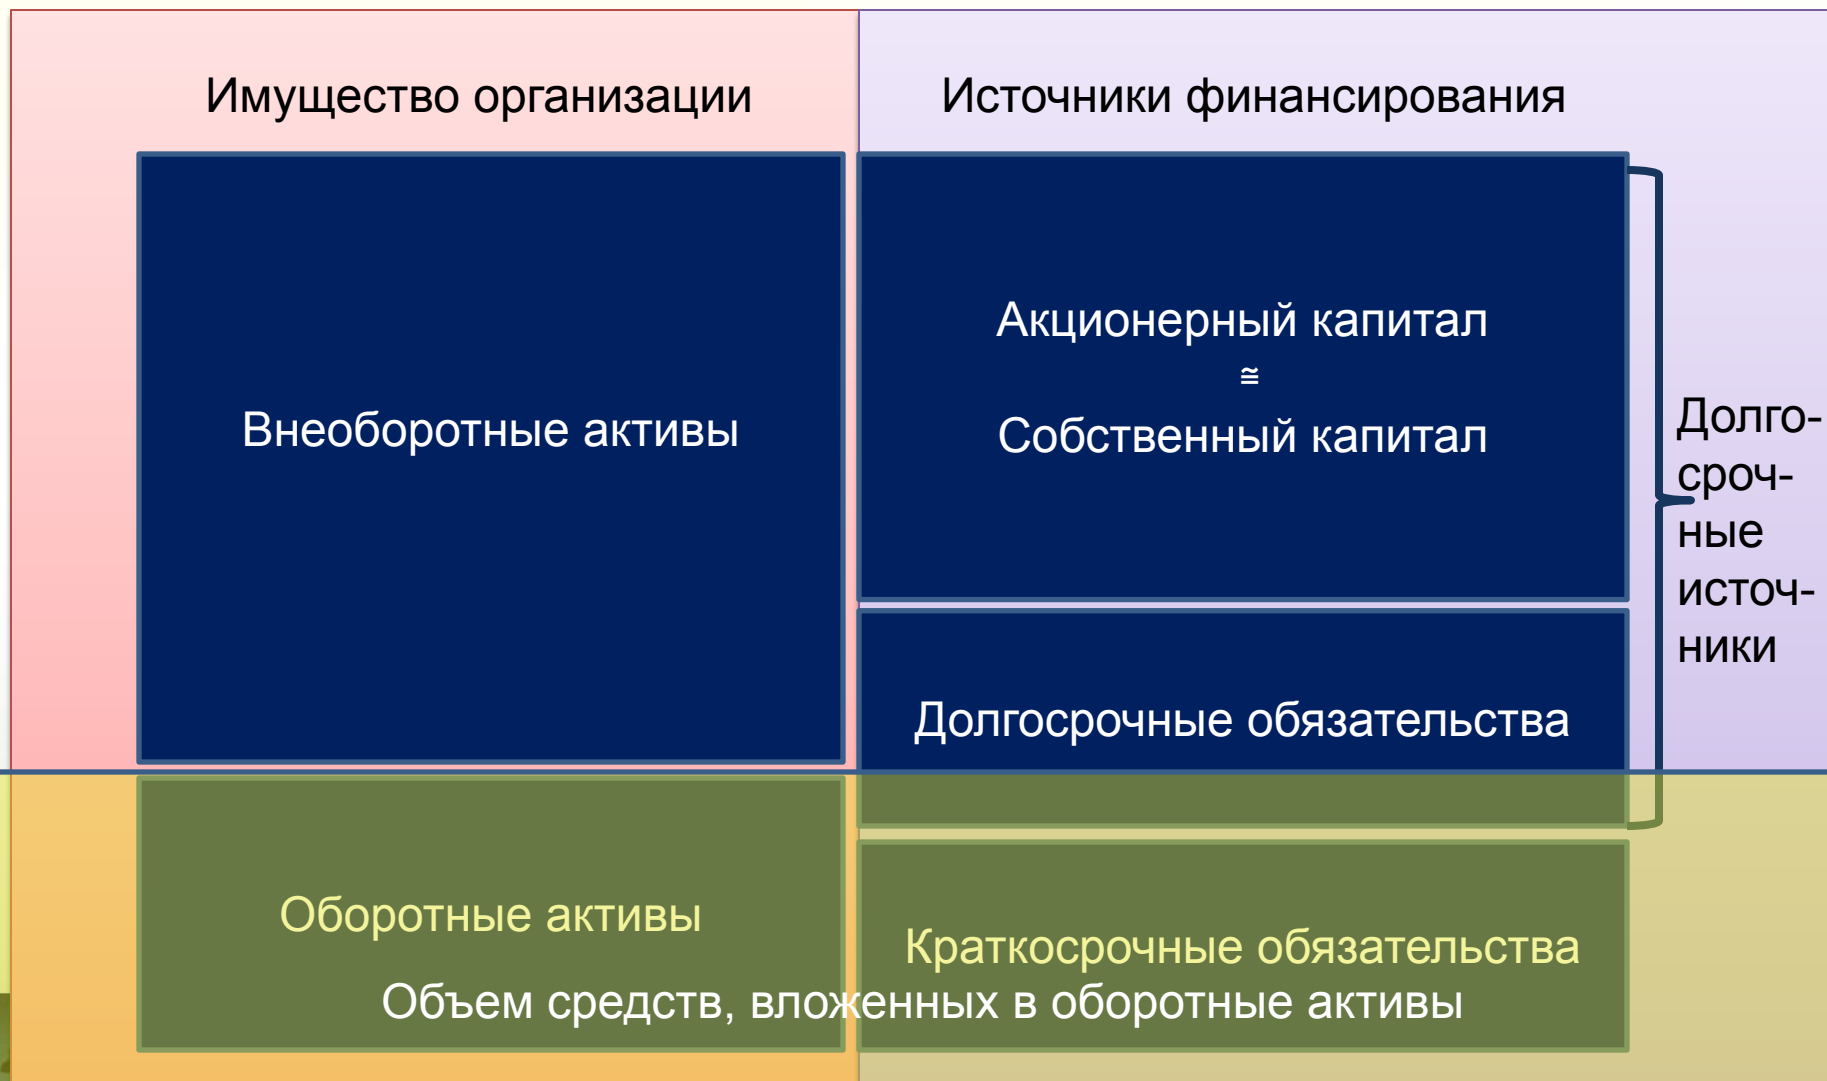 Имущество организации
Источники финансирования
Внеоборотные активы
Акционерный капитал
≅
Собственный капитал
Долгосрочные обязательства
Долго-
сроч-
ные
источ-
ники
Оборотные активы
Краткосрочные обязательства
Объем средств, вложенных в оборотные активы